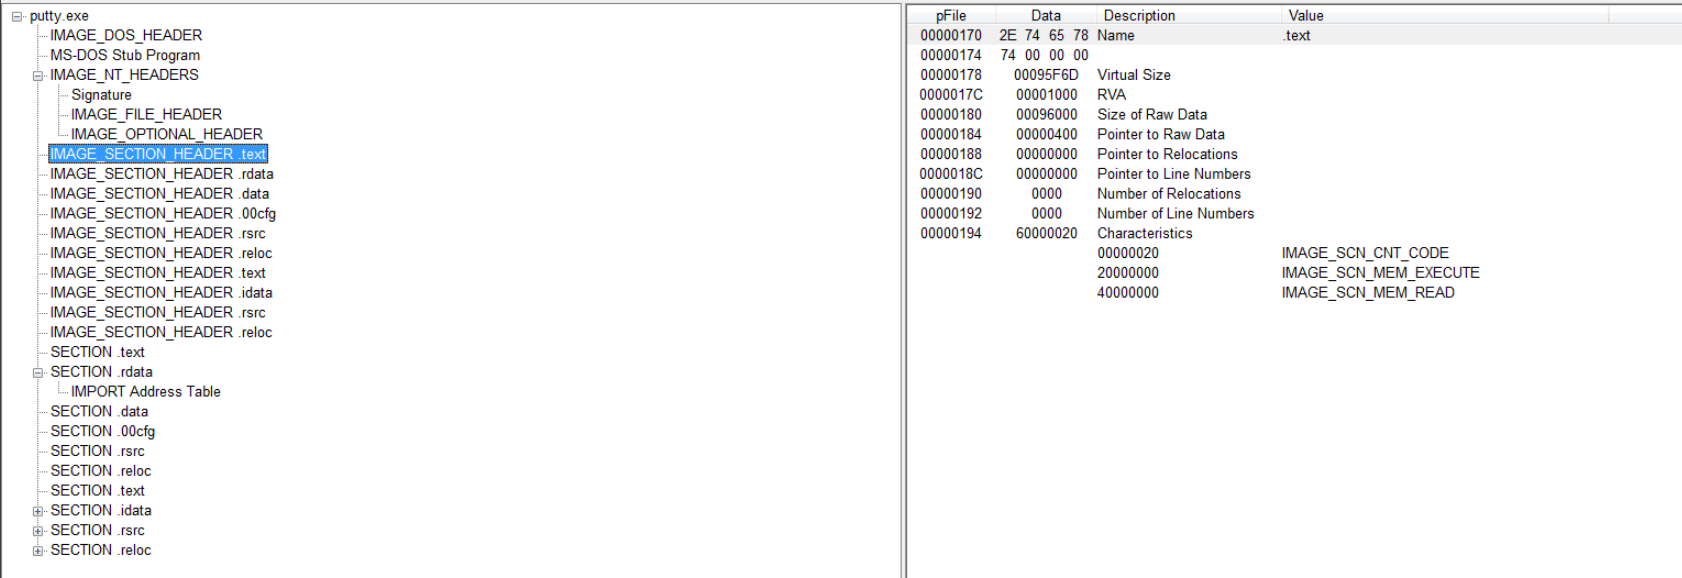 putty.exe
IMAGE_DOS_HEADER
MS-DOS Stub Program
IMAGE_NT_HEADERS
Signature
IMAGE_FILE_HEADER
IMAGE_OPTIONAL_HEADER
IMAGE_SECTION_HEADER .text
IMAGE_SECTION_HEADER .rdata
IMAGE_SECTION_HEADER .data
IMAGE_SECTION_HEADER .00cfg
IMAGE_SECTION_HEADER .rsrc
IMAGE_SECTION_HEADER .reloc
IMAGE_SECTION_HEADER .text
IMAGE_SECTION_HEADER .idata
IMAGE_SECTION_HEADER .rsrc
IMAGE_SECTION_HEADER .reloc
SECTION .text
SECTION .rdata
IMPORT Address Table
SECTION .data
SECTION .00cfg
SECTION .rsrc
SECTION .reloc
SECTION .text
SECTION .idata
SECTION .rsrc
SECTION .reloc
pFile Data Description Value
00000170 2E 74 65 78 Name .text
00000174 74 00 00 00
00000178 00095F6D Virtual Size
0000017C 00001000 RVA
00000180 00096000 Size of Raw Data
00000184 00000400 Pointer to Raw Data
00000188 00000000 Pointer to Relocations
0000018C 00000000 Pointer to Line Numbers
00000190 0000 Number of Relocations
00000192 0000 Number of Line Numbers
00000194 60000020 Characteristics
00000020 IMAGE_SCN_CNT_CODE
20000000 IMAGE_SCN_MEM_EXECUTE
40000000 IMAGE_SCN_MEM_READ